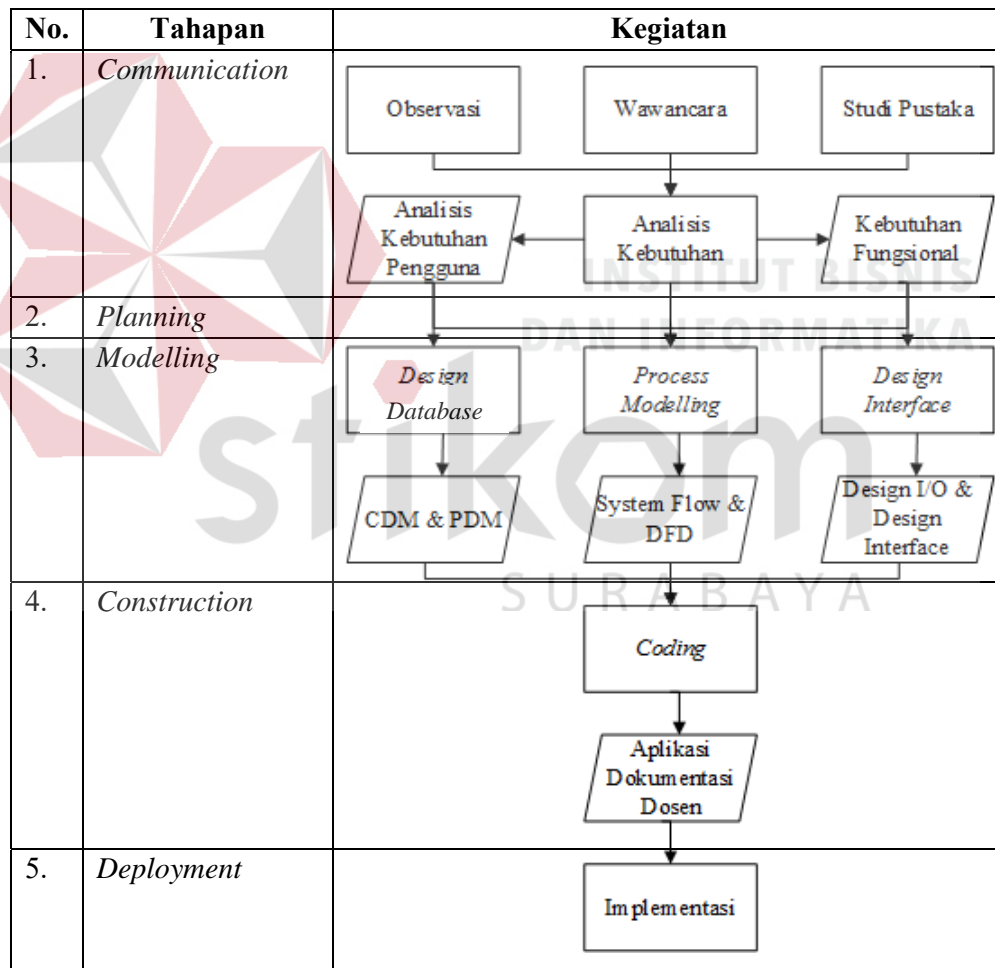 No. Tahapan Kegiatan
1. Communication
Observasi Wawancara Studi Pustaka
Analisis
Kebutuhan
Pengguna
Analisis
Kebutuhan
Kebutuhan
Fungsional
INSTITUT BISNIS
DAN INFORMATIKA
2. Planning
3. Modelling
Design
Database
Process
Modelling
Design
Interface
stikom
CDM & PDM
System Flow &
DFD
Design I/O &
Design
Interface
SURABAYA
4. Construction
Coding
Aplikasi
Dokumentasi
Dosen
5. Deployment
Implementasi